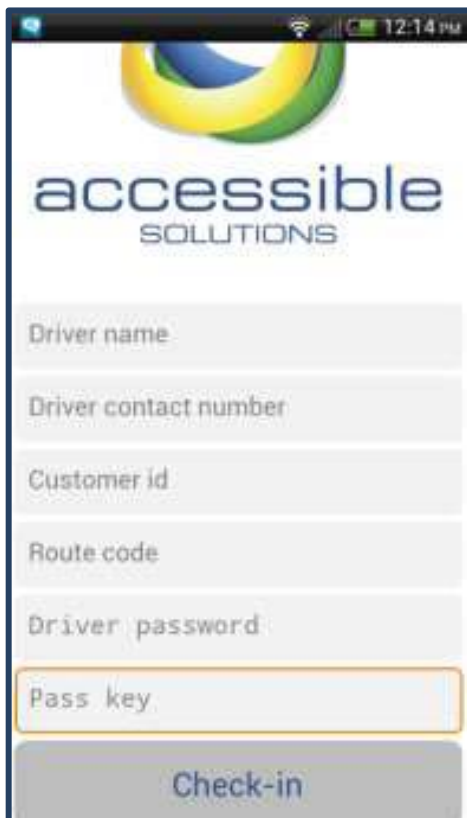 12:14 PM
accessible
SOLUTIONS
Driver name
Driver contact number
Customer id
Route code
Driver password
Pass key
Check-in